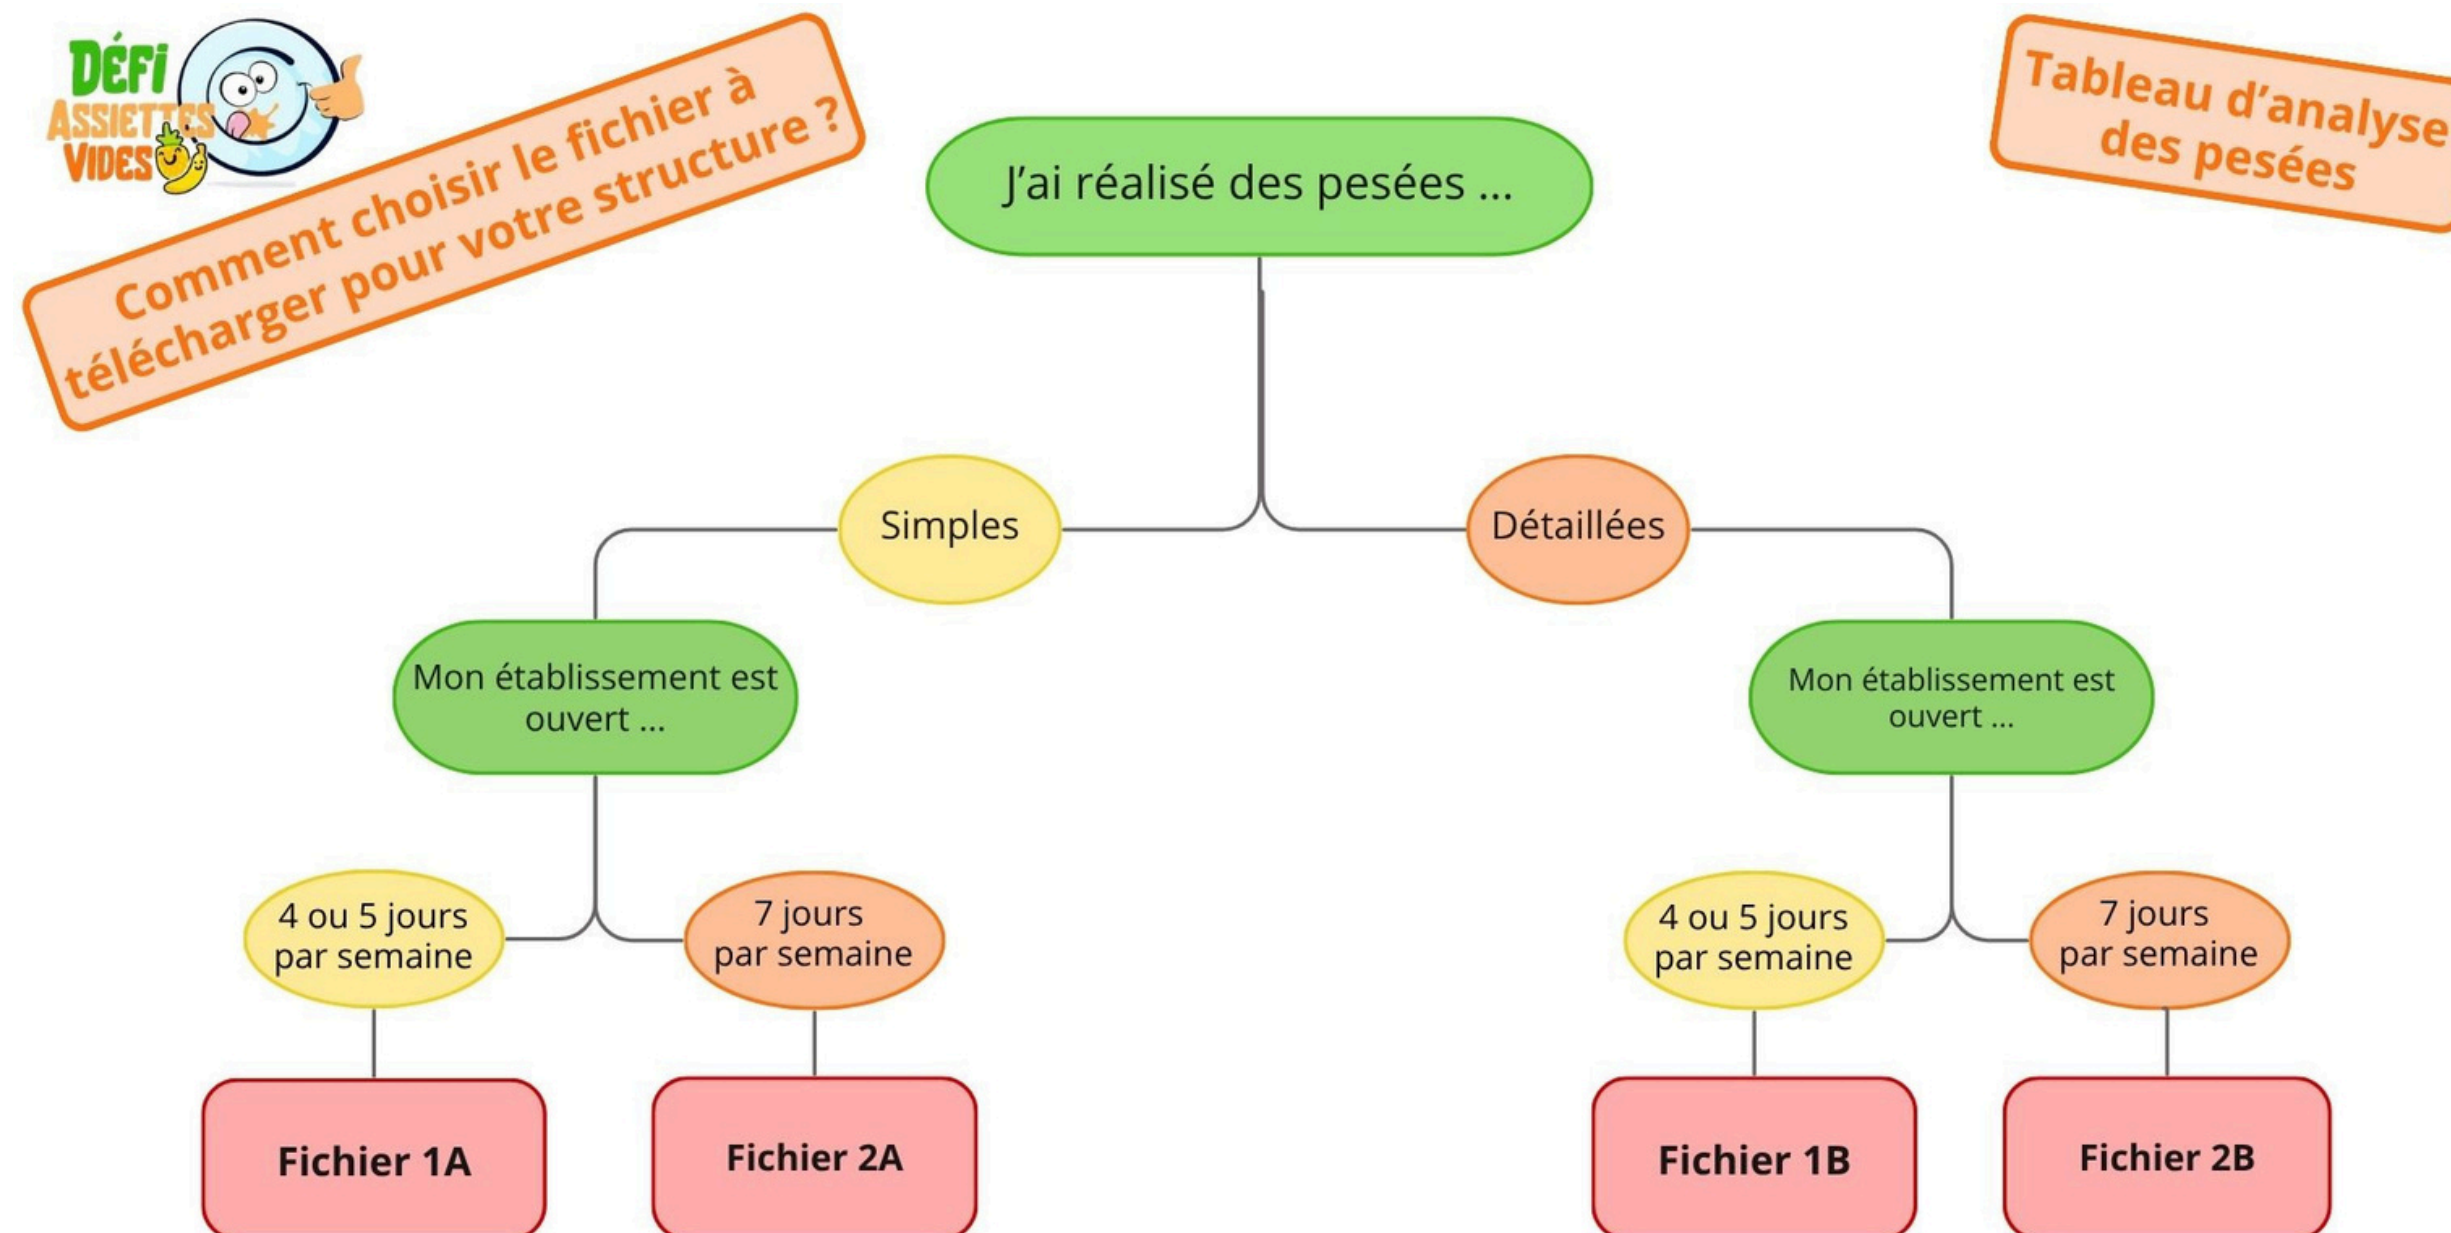 DÉFi
ASSIETTES
VIDES
Comment choisir le fichier à
télécharger pour votre structure ?
Tableau d’analyse
des pesées
J’ai réalisé des pesées ...
Simples
Détaillées
Mon établissement est
ouvert ...
Mon établissement est
ouvert ...
4 ou 5 jours
par semaine
7 jours
par semaine
4 ou 5 jours
par semaine
7 jours
par semaine
Fichier 1A
Fichier 2A
Fichier 1B
Fichier 2B